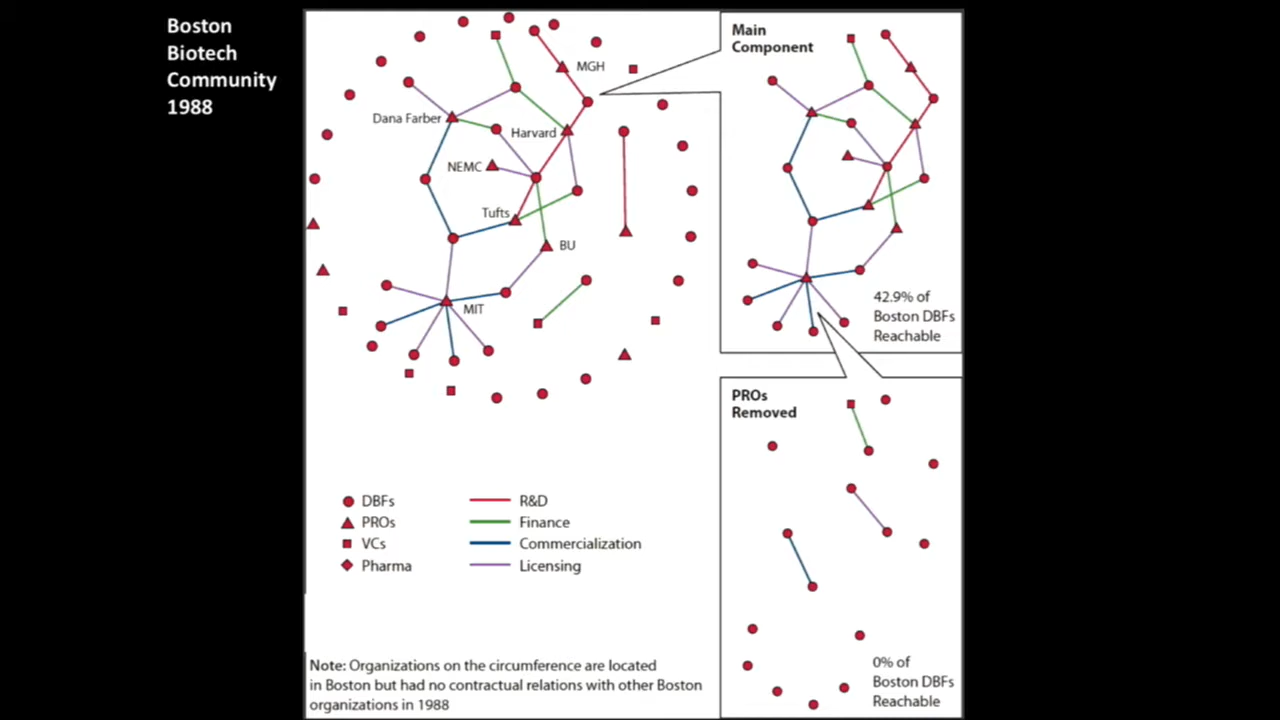 Boston
Biotech
Community
1988
MGH
Dana Farber
Harvard
NEMC
Tufts
BU
MIT
DBFs
PROs
VCs
Pharma
R&D
Finance
Commercialization
Licensing
Note: Organizations on the circumference are located
in Boston but had no contractual relations with other Boston
organizations in 1988
Main
Component
42.9% of
Boston DBFs
Reachable
PROs
Removed
0% of
Boston DBFs
Reachable